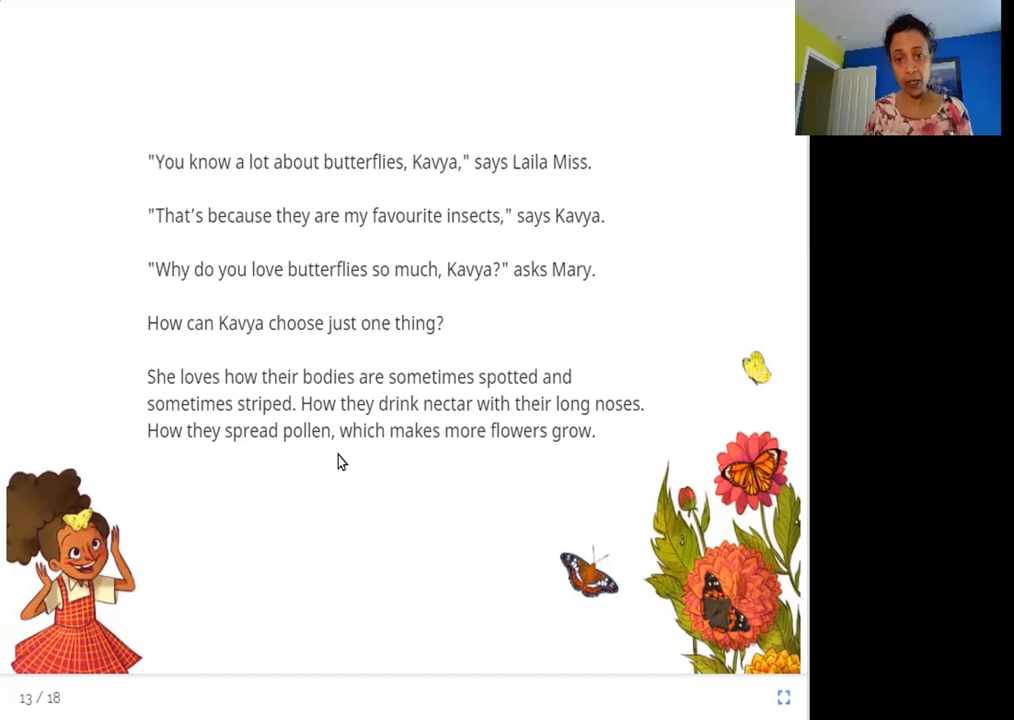 "You know a lot about butterflies, Kavya," says Laila Miss.
"That’s because they are my favourite insects," says Kavya.
"Why do you love butterflies so much, Kavya?" asks Mary.
How can Kavya choose just one thing?
She loves how their bodies are sometimes spotted and
sometimes striped. How they drink nectar with their long noses.
How they spread pollen, which makes more flowers grow.
13 / 18